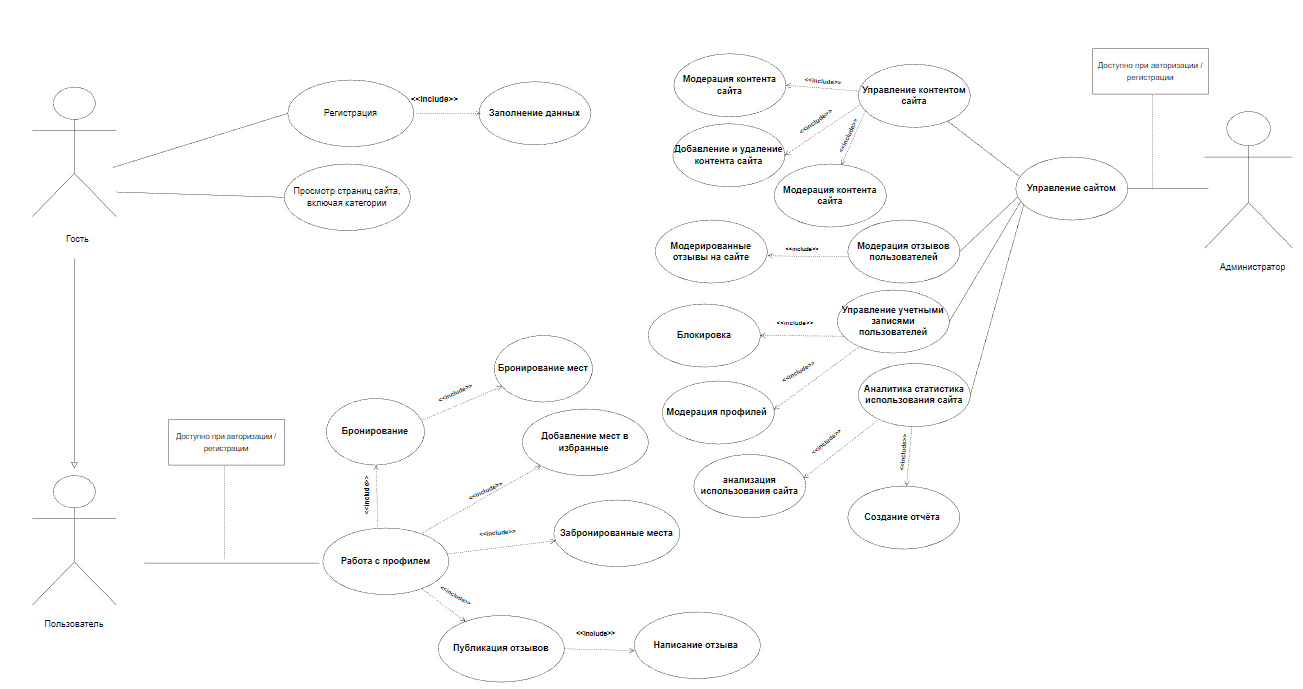 Регистрация
<<include>>
Заполнение данных
Просмотр страниц сайта,
включая категории
Гость
Модерация контента
сайта
<<include>>
Управление контентом
сайта
<<include>>
Добавление и удаление
контента сайта
<<include>>
Модерация контента
сайта
Доступно при авторизации /
регистрации
Управление сайтом
Администратор
Модерированные
отзывы на сайте
<<include>>
Модерация отзывов
пользователей
Блокировка
<<include>>
Управление учетными
записями
пользователей
<<include>>
Модерация профилей
Аналитика статистика
использования сайта
<<include>>
<<include>>
анализация
использования сайта
Создание отчёта
Бронирование мест
<<include>>
Бронирование
Добавление мест в
избранные
Доступно при авторизации /
регистрации
<<include>>
<<include>>
<<include>>
Забронированные места
Работа с профилем
<<include>>
Пользователь
Публикация отзывов
<<include>>
Написание отзыва